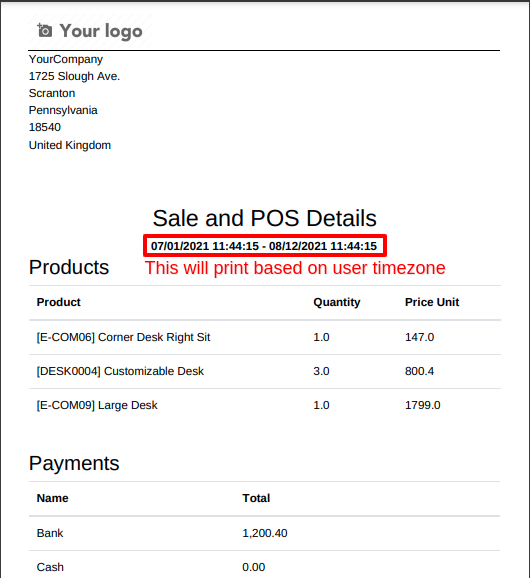 Your logo
YourCompany
1725 Slough Ave.
Scranton
Pennsylvania
18540
United Kingdom
Sale and POS Details
07/01/2021 11:44:15 - 08/12/2021 11:44:15
Products This will print based on user timezone
Product Quantity Price Unit
[E-COM06] Corner Desk Right Sit 1.0 147.0
[DESK0004] Customizable Desk 3.0 800.4
[E-COM09] Large Desk 1.0 1799.0
Payments
Name Total
Bank 1,200.40
Cash 0.00